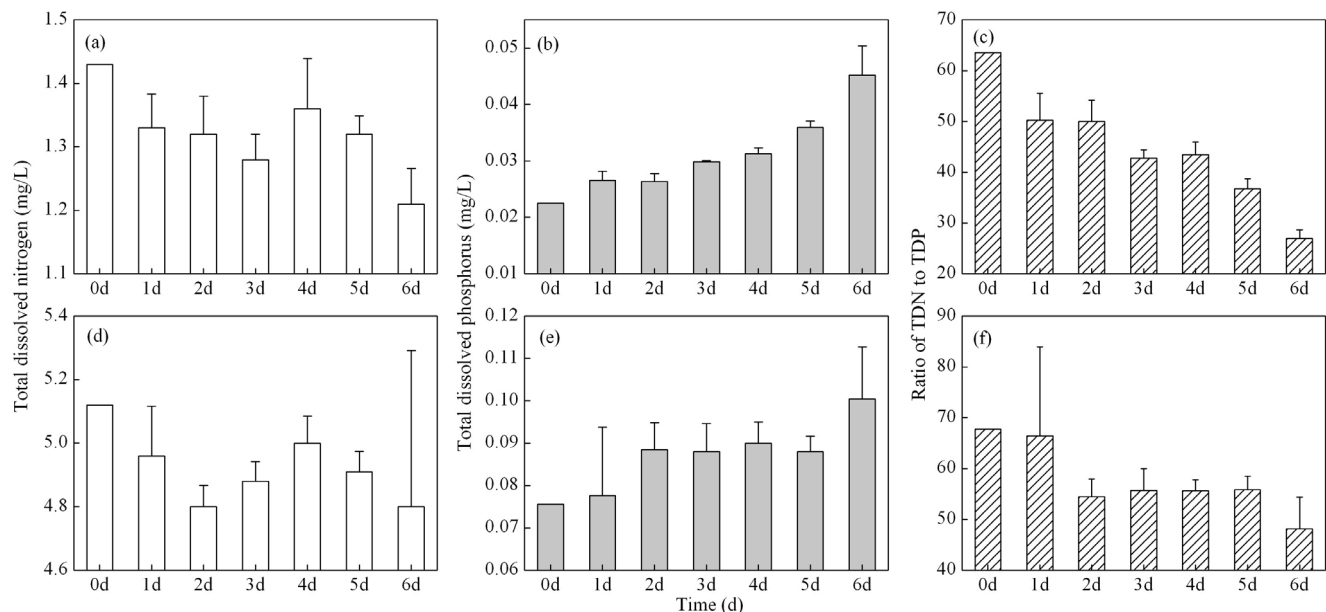 Total dissolved nitrogen (mg/L)
(a)
1.5
1.4
1.3
1.2
1.1
0d 1d 2d 3d 4d 5d 6d
Total dissolved phosphorus (mg/L)
(b)
0.05
0.04
0.03
0.02
0.01
0d 1d 2d 3d 4d 5d 6d
Ratio of TDN to TDP
(c)
70
60
50
40
30
20
0d 1d 2d 3d 4d 5d 6d
(d)
5.4
5.2
5.0
4.8
4.6
0d 1d 2d 3d 4d 5d 6d
(e)
0.12
0.11
0.10
0.09
0.08
0.07
0.06
0d 1d 2d 3d 4d 5d 6d
Time (d)
(f)
90
80
70
60
50
40
0d 1d 2d 3d 4d 5d 6d